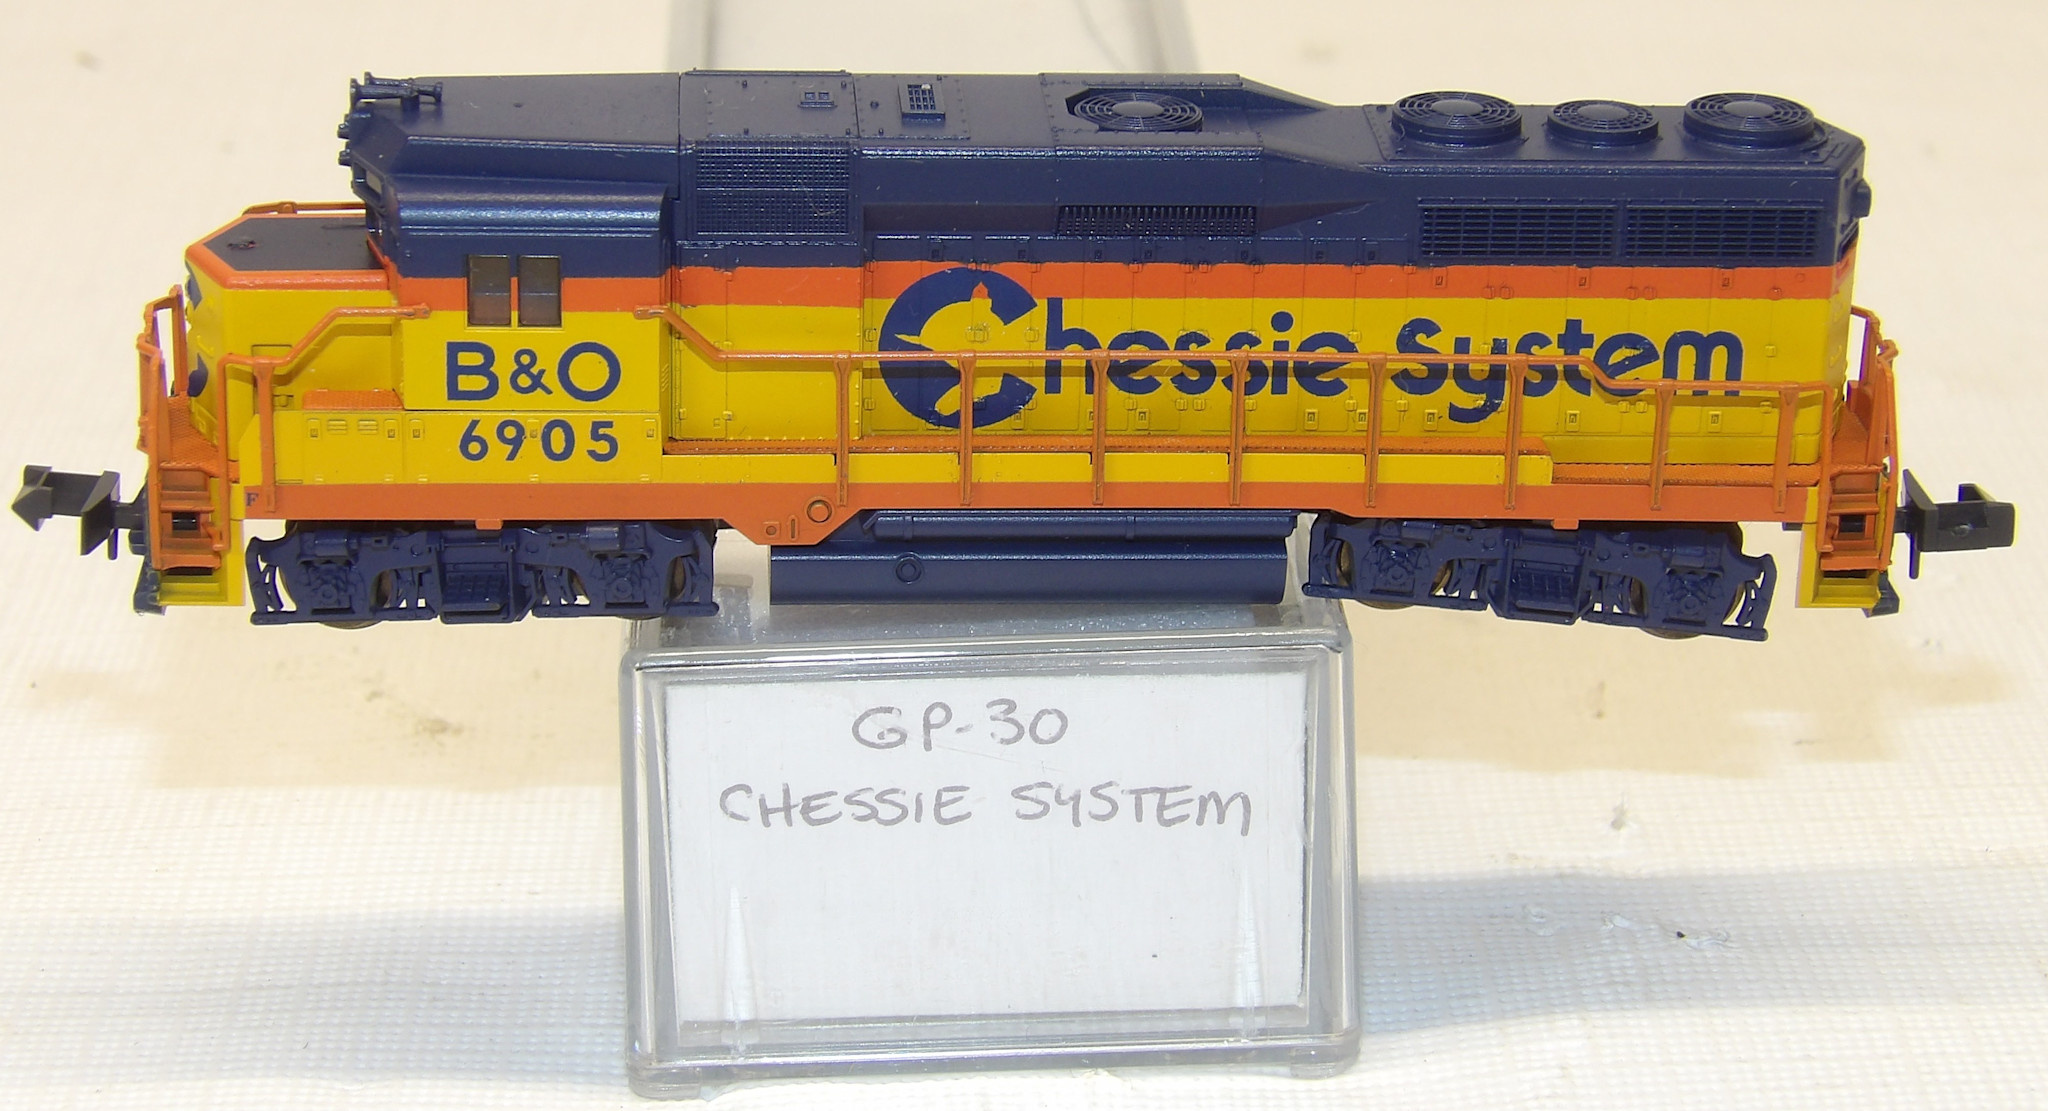 Chessie System
B&O
6905
F
GP-30
CHESSIE SYSTEM